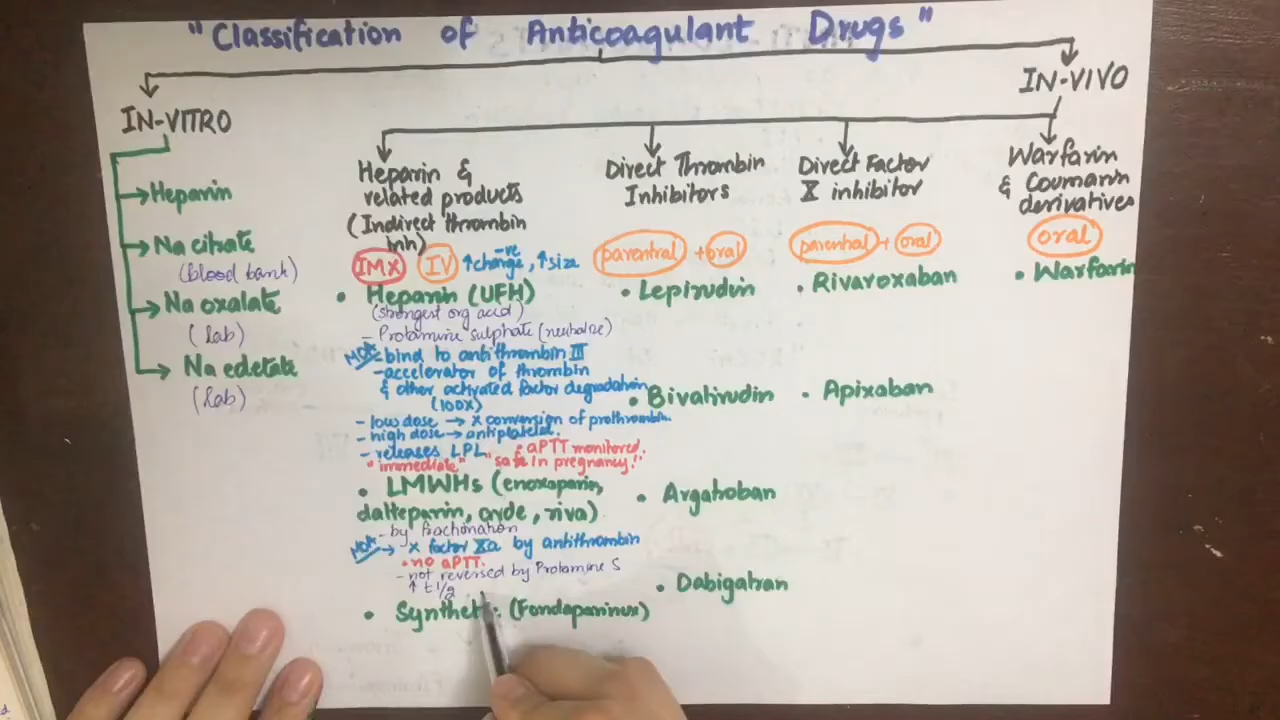 "Classification of Anticoagulant Drugs"
IN-VITRO
Heparin
Na citrate
(blood bank)
Na oxalate
(Lab)
Na edetate
(Lab)
IN-VIVO
Heparin &
related products
(Indirect thrombin
Inh)
IMX IV ↑charge -ve, ↑size
• Heparin (UFH)
(strongest org acid)
- Protamine sulphate (neutralize)
MOA - bind to antithrombin III
- accelerator of thrombin
& other activated factor degradation
(100X)
- low dose → x conversion of prothrombin.
- high dose → antiplatelet.
- releases LPL • aPTT monitored.
"immediate" "safe in pregnancy!"
• LMWHs (enoxaparin,
dalteparin, arde, riva)
- by fractionation
MOA → x factor Xa by antithrombin
• no aPTT.
- not reversed by Protamine S
↑ t1/2
• Synthetic (Fondaparinux)
Direct Thrombin
Inhibitors
parentral + oral
• Lepirudin
• Bivalirudin
• Argatroban
• Dabigatran
Direct Factor
X inhibitor
parentral + oral
• Rivaroxaban
• Apixaban
Warfarin
& Coumarin
derivatives
oral
• Warfarin